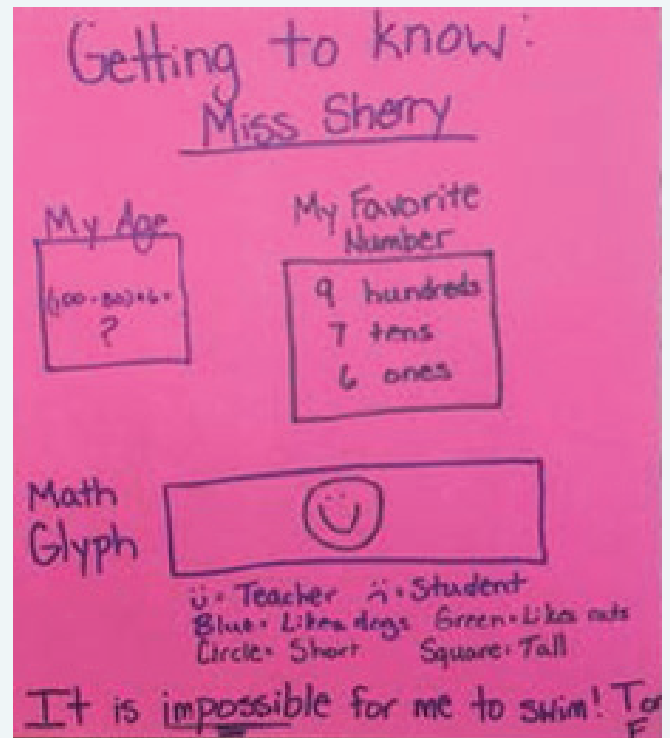 Getting to know:
Miss Sherry
My Age
(100-80)+6=
?
My Favorite
Number
9 hundreds
7 tens
6 ones
Math
Glyph
ü = Teacher = Student
Blue = Likes dogs Green = Likes cats
Circle = Short Square = Tall
It is impossible for me to swim! T or
F